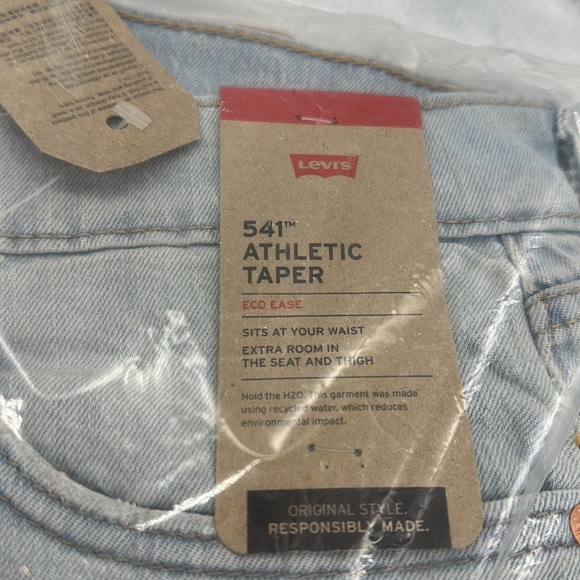 Levi's
541™
ATHLETIC
TAPER
ECO EASE
SITS AT YOUR WAIST
EXTRA ROOM IN
THE SEAT AND THIGH
Hold the H2O. This garment was made
using recycled water, which reduces
environmental impact.
ORIGINAL STYLE.
RESPONSIBLY MADE.